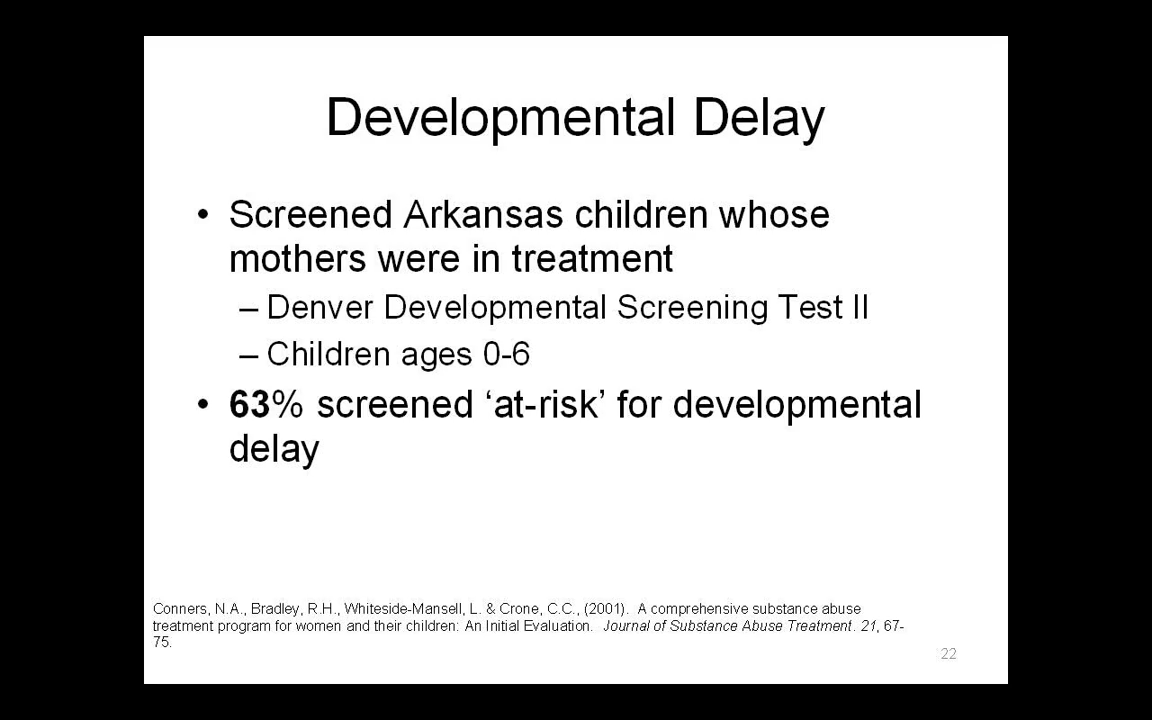 Developmental Delay
• Screened Arkansas children whose
mothers were in treatment
– Denver Developmental Screening Test II
– Children ages 0-6
• 63% screened ‘at-risk’ for developmental
delay
Conners, N.A., Bradley, R.H., Whiteside-Mansell, L. & Crone, C.C., (2001). A comprehensive substance abuse
treatment program for women and their children: An Initial Evaluation. Journal of Substance Abuse Treatment. 21, 67-
75.
22